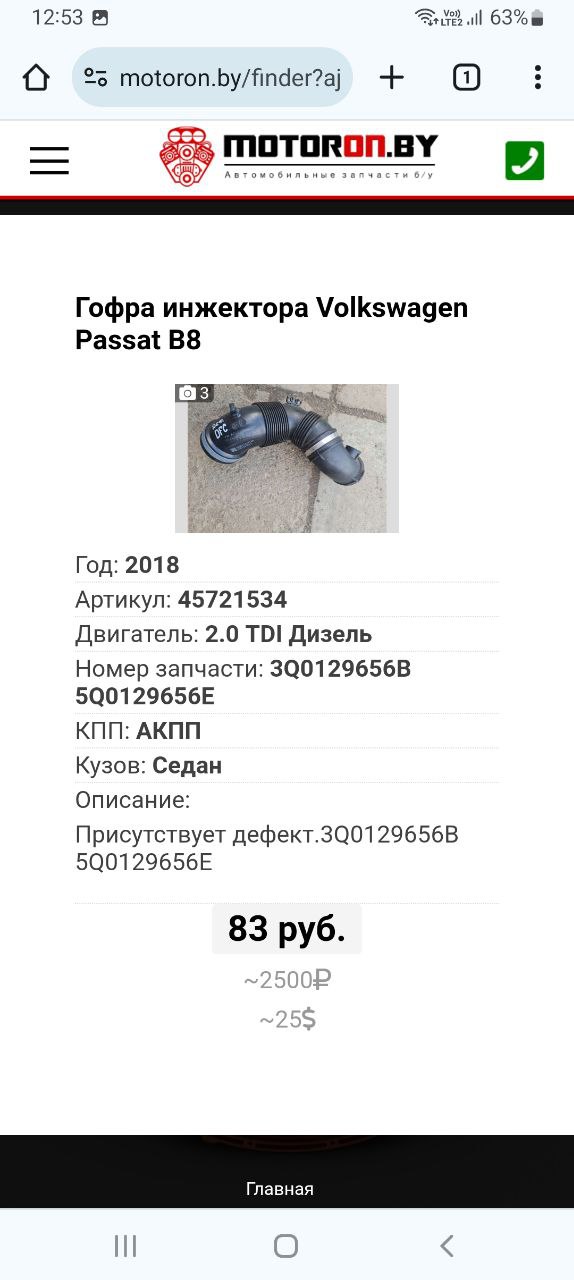 12:53
Vo)) LTE2 63%
motoron.by/finder?aj
1
MOTORON.BY
Автомобильные запчасти б/у
Гофра инжектора Volkswagen
Passat B8
3
DFC
Год: 2018
Артикул: 45721534
Двигатель: 2.0 TDI Дизель
Номер запчасти: 3Q0129656B
5Q0129656E
КПП: АКПП
Кузов: Седан
Описание:
Присутствует дефект.3Q0129656B
5Q0129656E
83 руб.
~2500₽
~25$
Главная